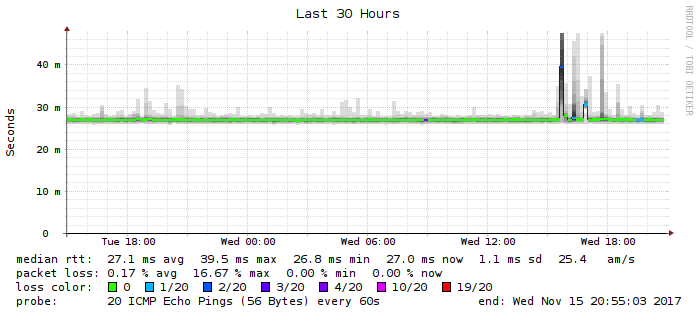 Last 30 Hours
RRDTOOL / TOBI OETIKER
Seconds
40 m
30 m
20 m
10 m
0
Tue 18:00 Wed 00:00 Wed 06:00 Wed 12:00 Wed 18:00
median rtt: 27.1 ms avg 39.5 ms max 26.8 ms min 27.0 ms now 1.1 ms sd 25.4 am/s
packet loss: 0.17 % avg 16.67 % max 0.00 % min 0.00 % now
loss color: 0 1/20 2/20 3/20 4/20 10/20 19/20
probe: 20 ICMP Echo Pings (56 Bytes) every 60s end: Wed Nov 15 20:55:03 2017